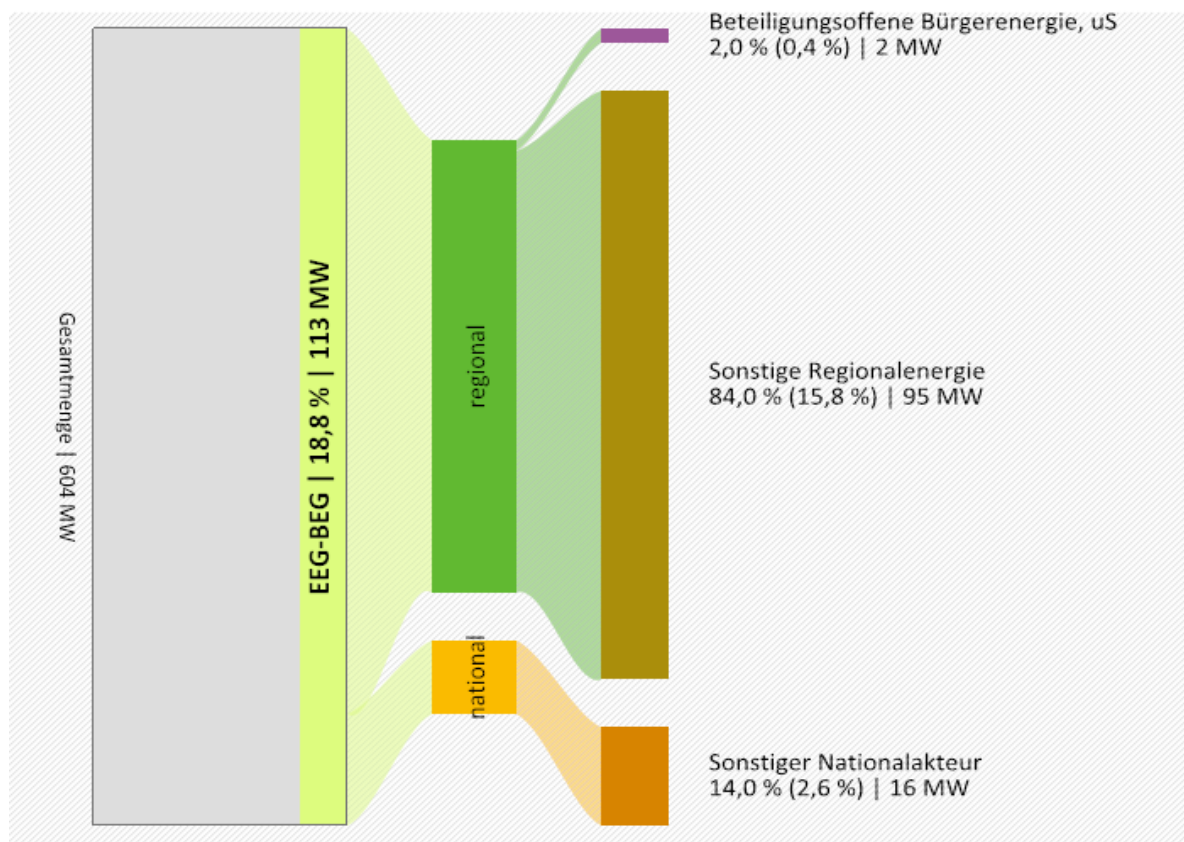 Gesamtmenge | 604 MW
EEG-BEG | 18,8 % | 113 MW
regional
national
Beteiligungsoffene Bürgerenergie, uS
2,0 % (0,4 %) | 2 MW
Sonstige Regionalenergie
84,0 % (15,8 %) | 95 MW
Sonstiger Nationalakteur
14,0 % (2,6 %) | 16 MW